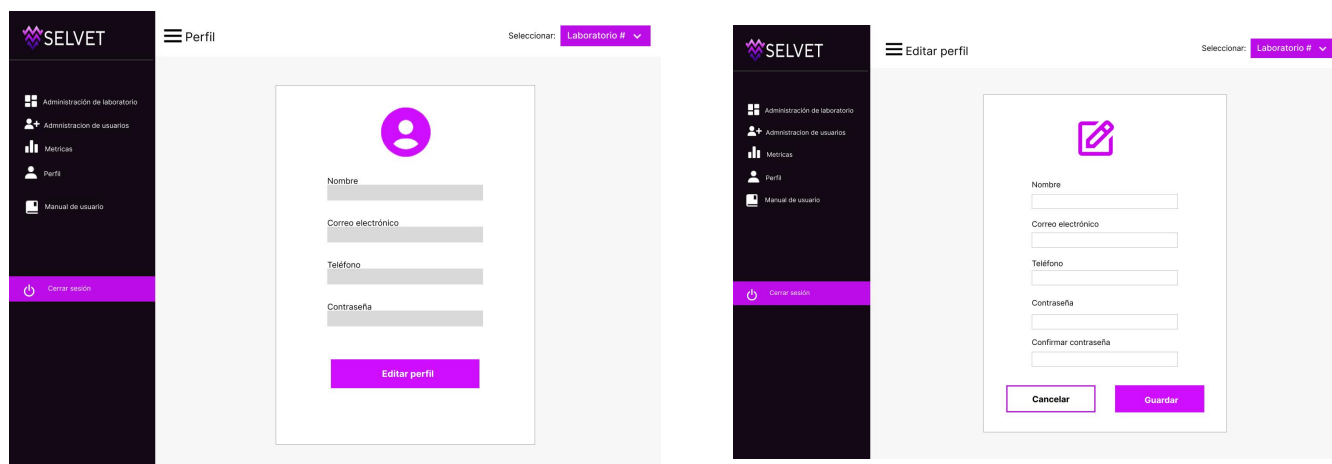 SELVET
Perfil
Seleccionar:
Laboratorio #
Administración de laboratorio
Admnistracion de usuarios
Metricas
Perfil
Manual de usuario
Cerrar sesión
Nombre
Correo electrónico
Teléfono
Contraseña
Editar perfil
SELVET
Editar perfil
Seleccionar:
Laboratorio #
Administración de laboratorio
Admnistracion de usuarios
Metricas
Perfil
Manual de usuario
Cerrar sesión
Nombre
Correo electrónico
Teléfono
Contraseña
Confirmar contraseña
Cancelar
Guardar